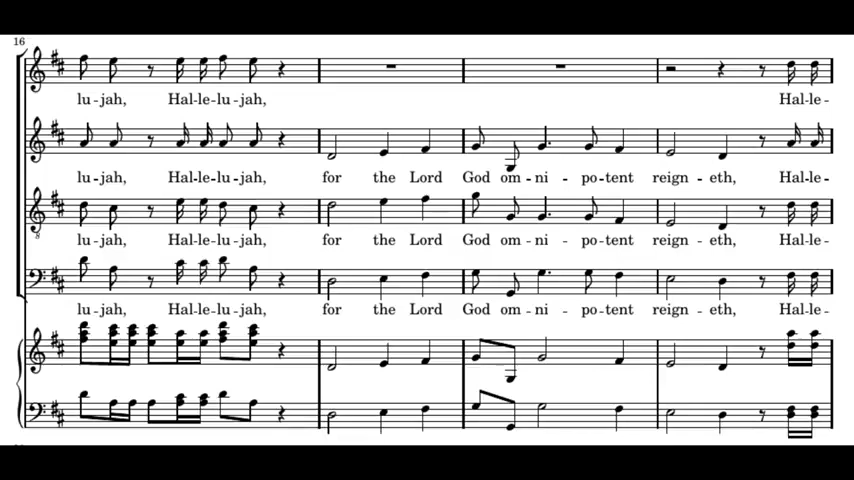 16
lu-jah, Hal-le-lu-jah, Hal-le-
lu-jah, Hal-le-lu-jah, for the Lord God om-ni-po-tent reign-eth, Hal-le-
8
lu-jah, Hal-le-lu-jah, for the Lord God om-ni-po-tent reign-eth, Hal-le-
lu-jah, Hal-le-lu-jah, for the Lord God om-ni-po-tent reign-eth, Hal-le-